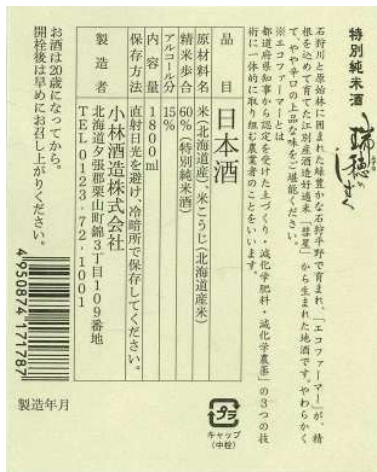 特別純米酒
瑞穂のしずく
石狩川と原始林に囲まれた緑豊かな石狩平野で育まれ、「エコファーマー」が、精
根を込めて育てた江別産酒造好適米「彗星」から生まれた地酒です。やわらかく
てやや辛口の上品な味をご堪能ください。
※エコファーマーとは
都道府県知事から認定を受けた土づくり・減化学肥料・減化学農薬の3つの技
術に一体的に取り組む農業者のことをいいます。
品目 日本酒
原材料名 米（北海道産）、米こうじ（北海道産米）
精米歩合 60%（特別純米酒）
アルコール分 15%
内容量 1800ml
保存方法 直射日光を避け、冷暗所で保存してください。
製造者 小林酒造株式会社
北海道夕張郡栗山町錦3丁目109番地
TEL0123-72-1001
お酒は20歳になってから。
開栓後は早めにお召し上がりください。
4950874171787
製造年月
プラ
キャップ
(中栓)